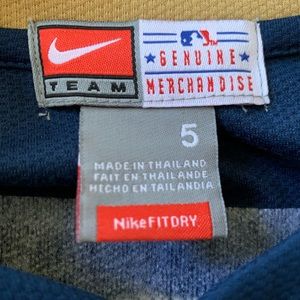 TEAM
GENUINE
MERCHANDISE
5
MADE IN THAILAND
FAIT EN THAILANDE
HECHO EN TAILANDIA
NikeFITDRY